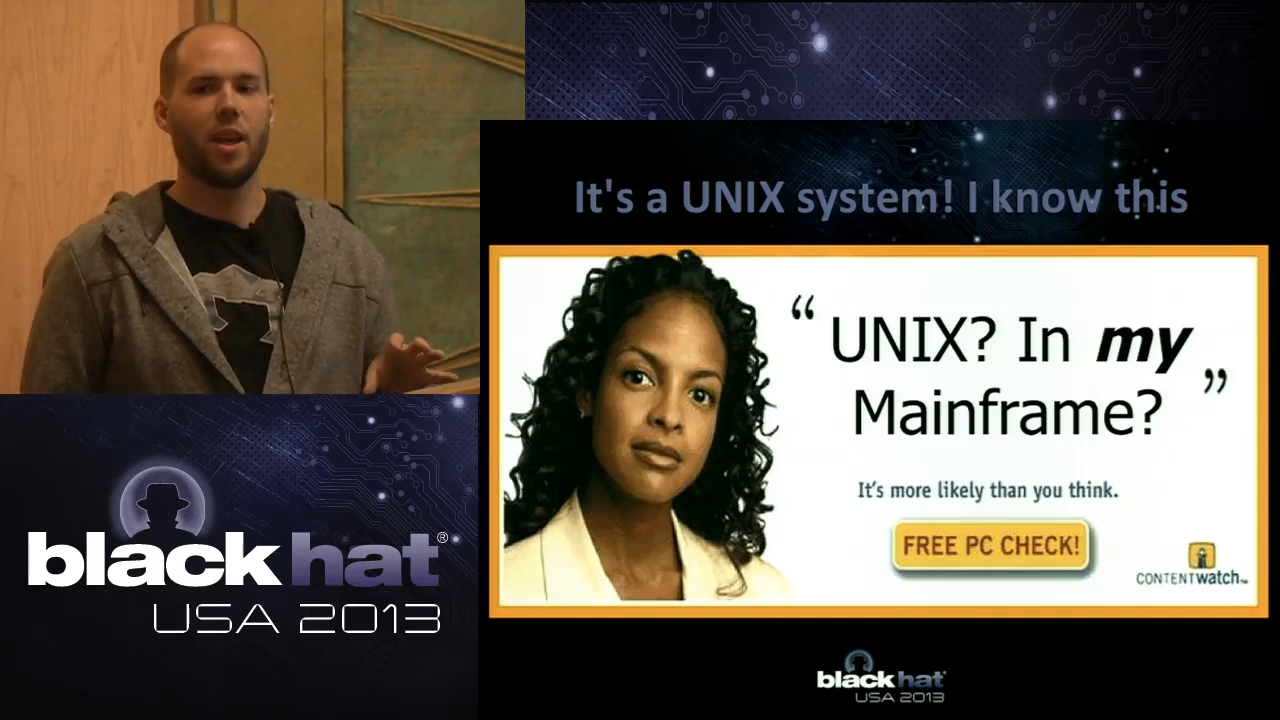 It's a UNIX system! I know this
“ UNIX? In my
Mainframe? ”
It's more likely than you think.
FREE PC CHECK!
CONTENTWATCH™
black hat®
USA 2013
black hat®
USA 2013